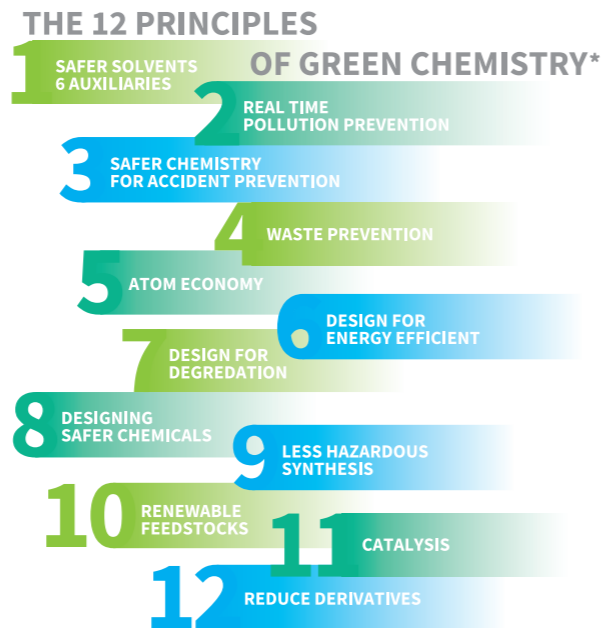 THE 12 PRINCIPLES
OF GREEN CHEMISTRY*
1
SAFER SOLVENTS
6 AUXILIARIES
2
REAL TIME
POLLUTION PREVENTION
3
SAFER CHEMISTRY
FOR ACCIDENT PREVENTION
4
WASTE PREVENTION
5
ATOM ECONOMY
6
DESIGN FOR
ENERGY EFFICIENT
7
DESIGN FOR
DEGREDATION
8
DESIGNING
SAFER CHEMICALS
9
LESS HAZARDOUS
SYNTHESIS
10
RENEWABLE
FEEDSTOCKS
11
CATALYSIS
12
REDUCE DERIVATIVES